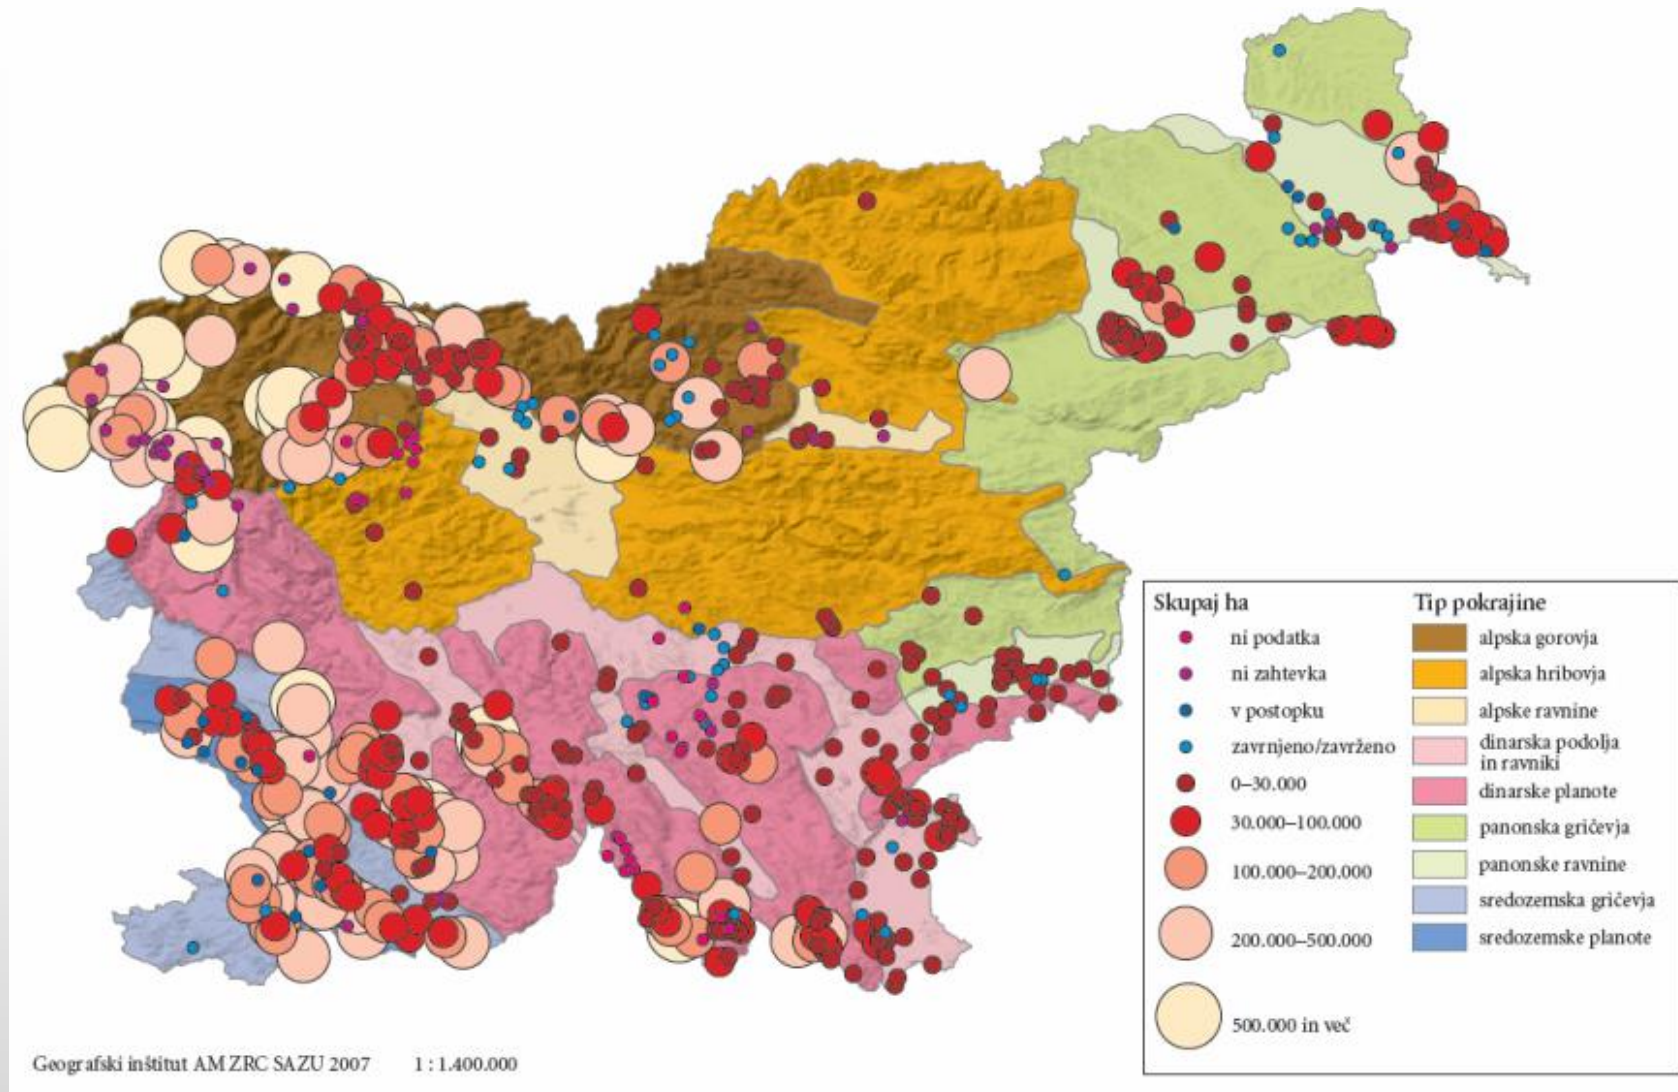 Skupaj ha
ni podatka
ni zahtevka
v postopku
zavrnjeno/zavrženo
0–30.000
30.000–100.000
100.000–200.000
200.000–500.000
500.000 in več
Tip pokrajine
alpska gorovja
alpska hribovja
alpske ravnine
dinarska podolja
in ravniki
dinarske planote
panonska gričevja
panonske ravnine
sredozemska gričevja
sredozemske planote
Geografski inštitut AM ZRC SAZU 2007 1 : 1.400.000